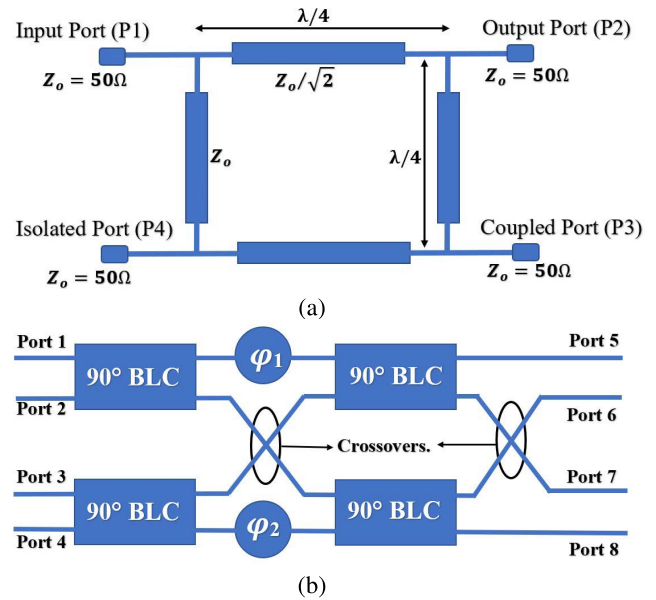 λ/4
Input Port (P1)
Output Port (P2)
Zₒ = 50Ω
Zₒ/√2
Zₒ = 50Ω
Zₒ
λ/4
Isolated Port (P4)
Coupled Port (P3)
Zₒ = 50Ω
Zₒ = 50Ω
(a)
Port 1
90° BLC
φ₁
90° BLC
Port 5
Port 2
Port 6
Crossovers.
Port 3
Port 7
90° BLC
φ₂
90° BLC
Port 4
Port 8
(b)